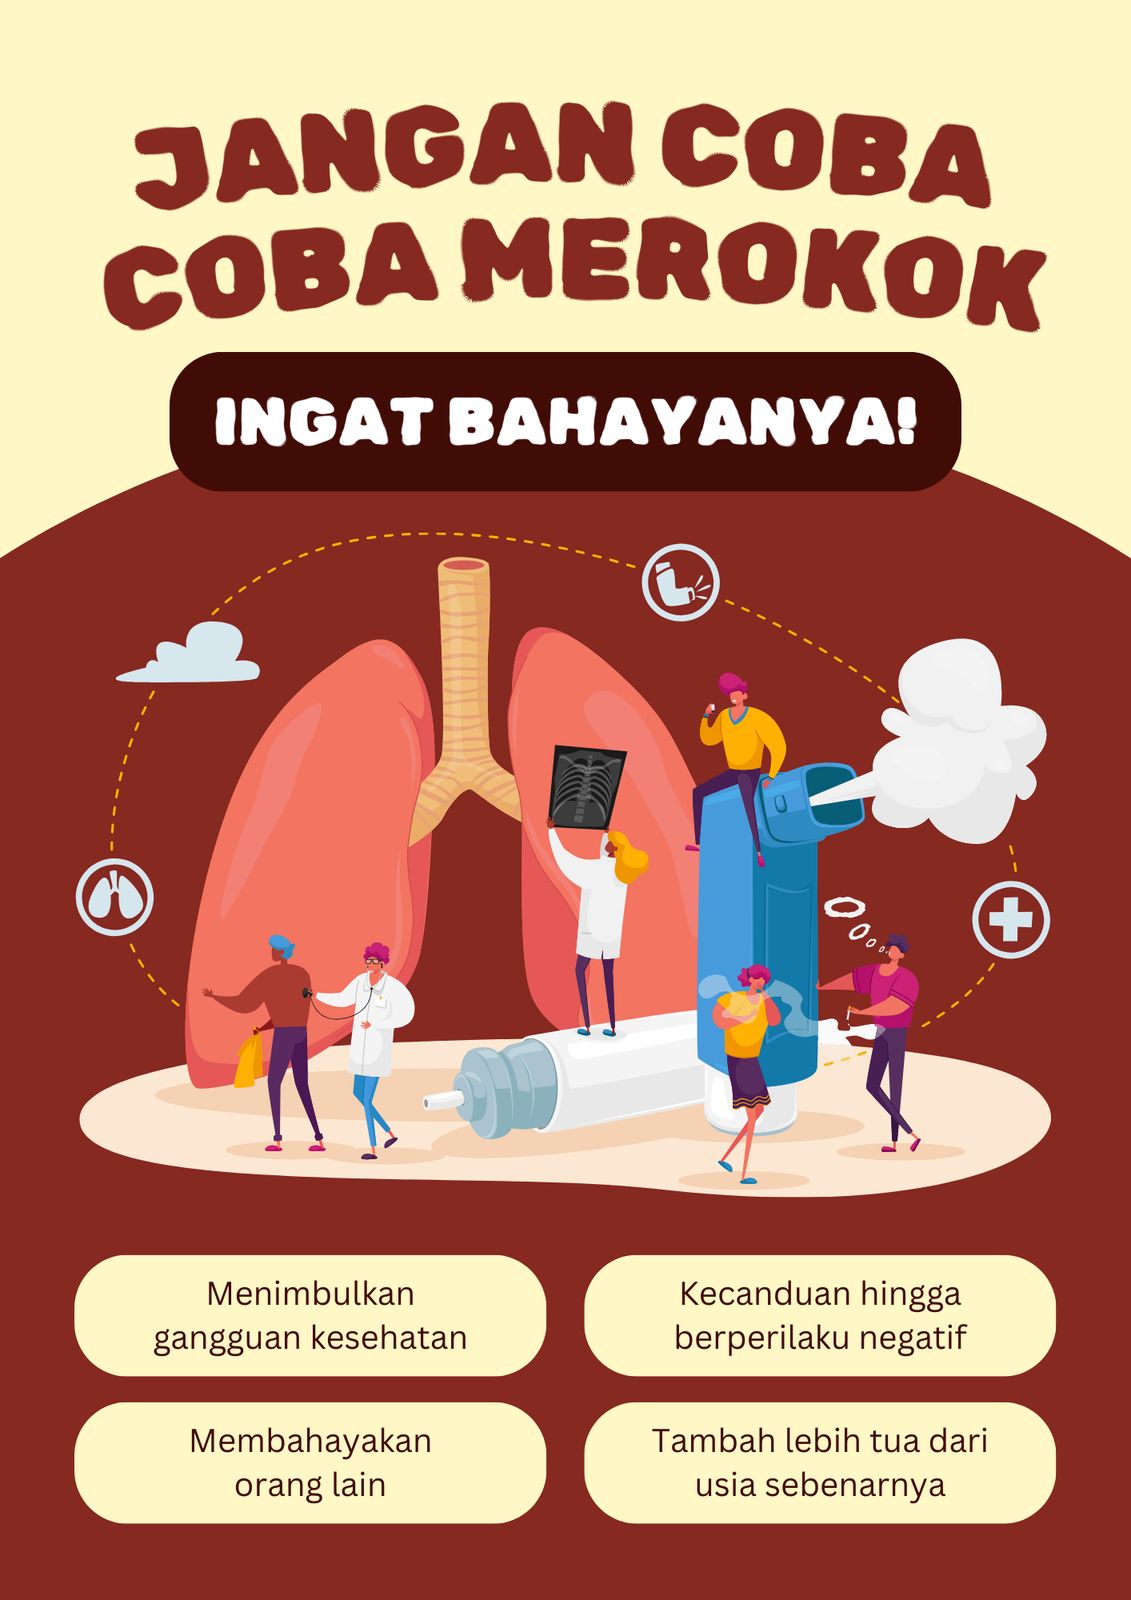 JANGAN COBA
COBA MEROKOK
INGAT BAHAYANYA!
Menimbulkan
gangguan kesehatan
Kecanduan hingga
berperilaku negatif
Membahayakan
orang lain
Tambah lebih tua dari
usia sebenarnya